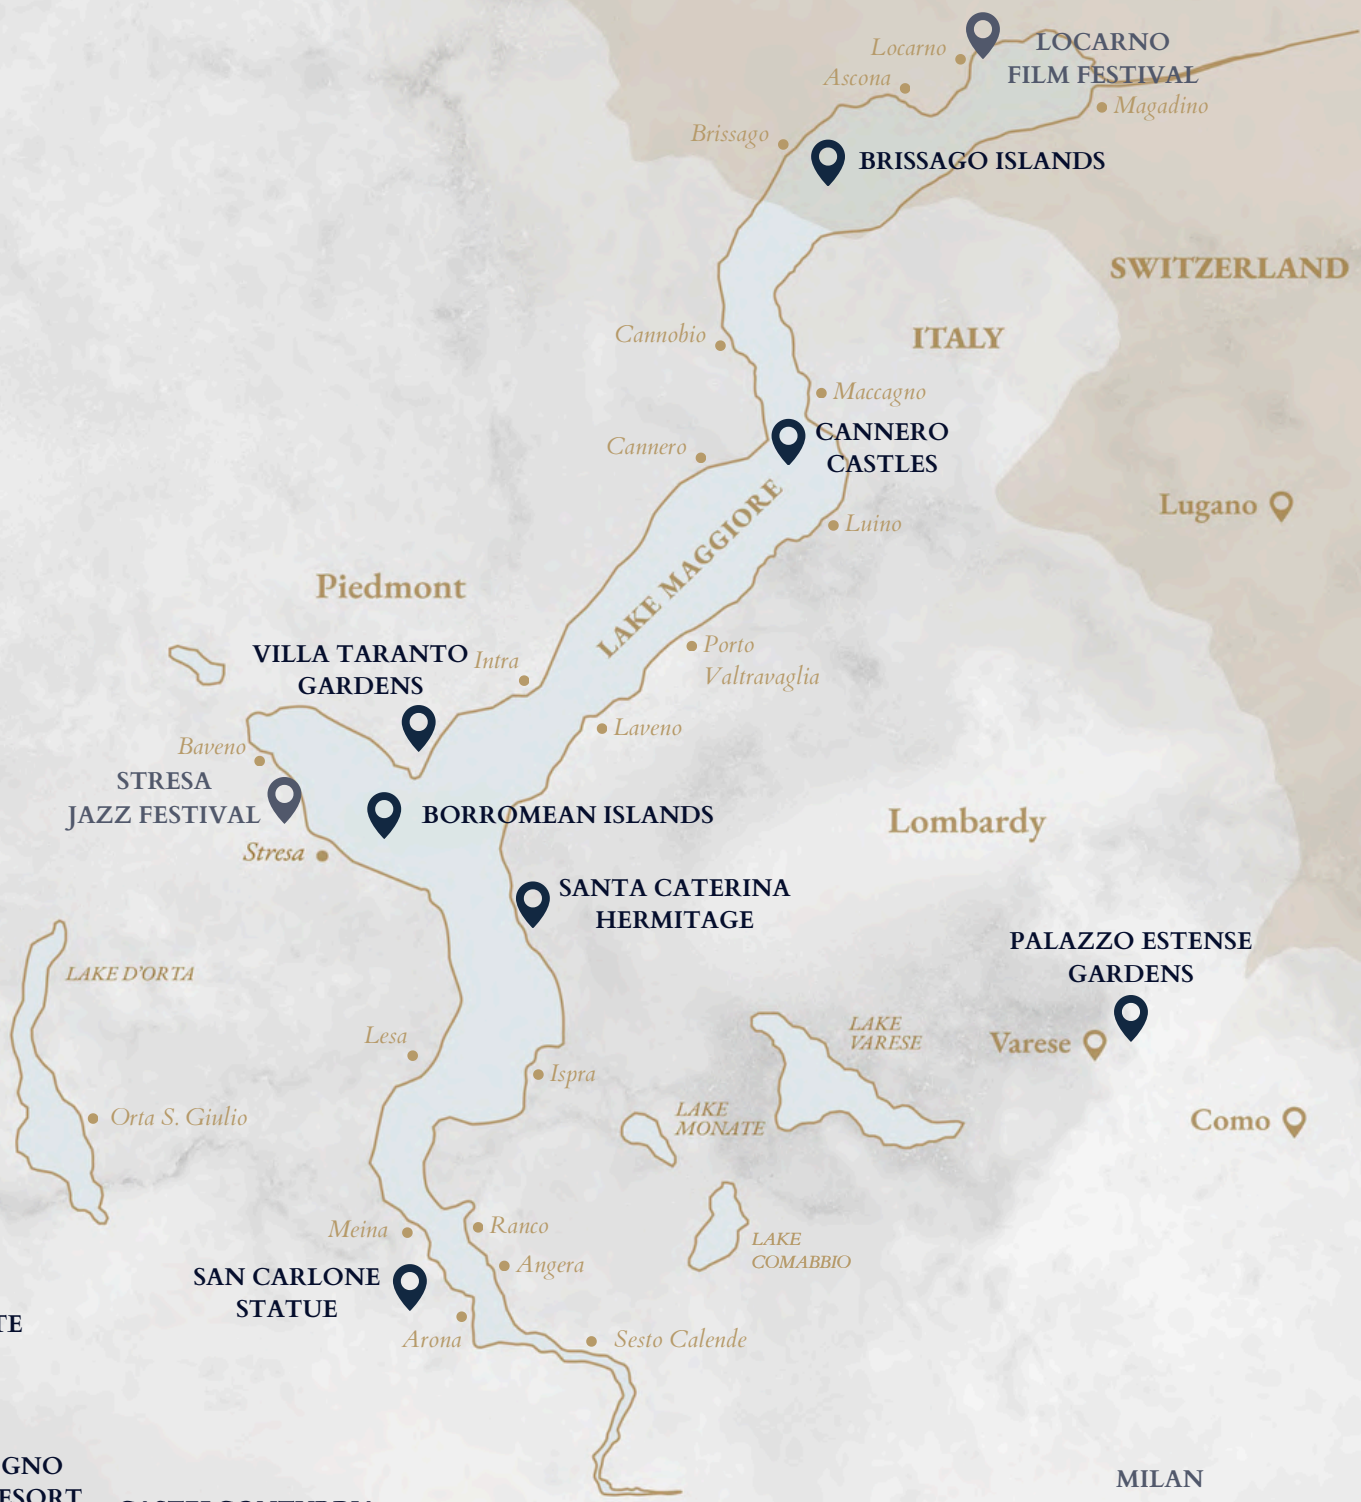 LOCARNO
FILM FESTIVAL
Locarno
Ascona
Magadino
Brissago
BRISSAGO ISLANDS
SWITZERLAND
ITALY
Cannobio
Maccagno
CANNERO
CASTLES
Cannero
LAKE MAGGIORE
Lugano
Luino
Piedmont
VILLA TARANTO
GARDENS
Intra
Porto
Valtravaglia
Laveno
Baveno
STRESA
JAZZ FESTIVAL
BORROMEAN ISLANDS
Lombardy
Stresa
SANTA CATERINA
HERMITAGE
PALAZZO ESTENSE
GARDENS
LAKE D'ORTA
Lesa
LAKE
VARESE
Varese
Ispra
Orta S. Giulio
LAKE
MONATE
Como
Meina
Ranco
LAKE
COMABBIO
Angera
SAN CARLONE
STATUE
TE
Arona
Sesto Calende
GNO
ESORT
MILAN